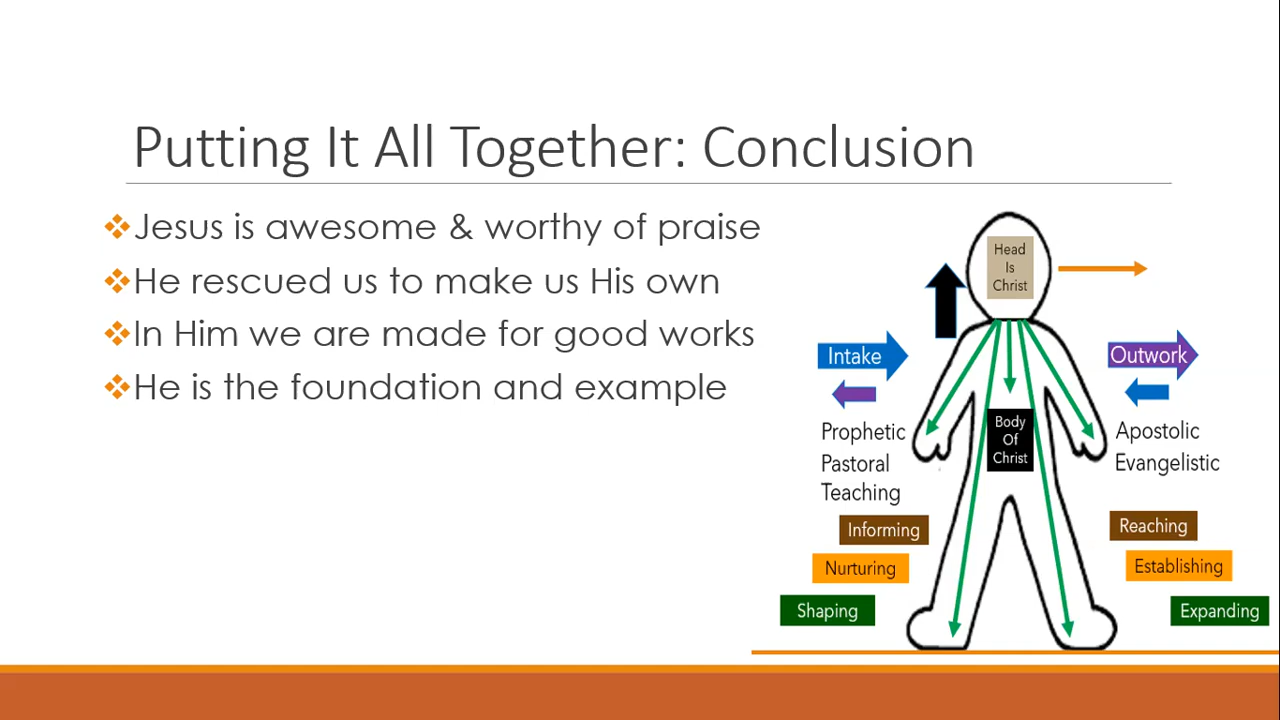 Putting It All Together: Conclusion
Jesus is awesome & worthy of praise
He rescued us to make us His own
In Him we are made for good works
He is the foundation and example
Head
Is
Christ
Intake
Outwork
Body
Of
Christ
Prophetic
Pastoral
Teaching
Apostolic
Evangelistic
Informing
Nurturing
Shaping
Reaching
Establishing
Expanding